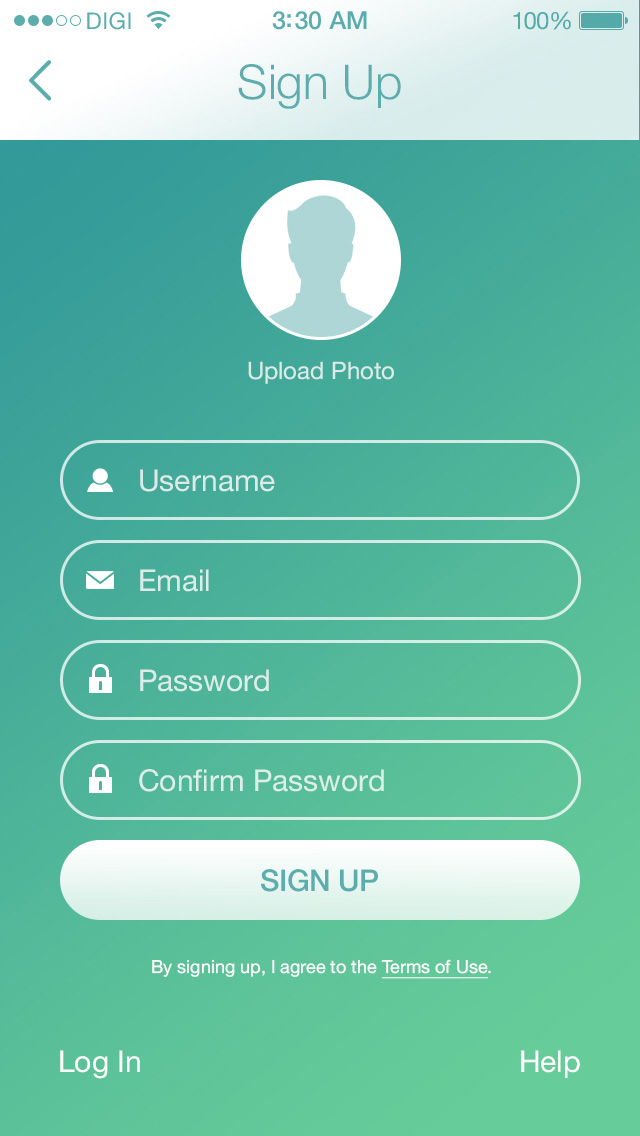 DIGI 3:30 AM 100%
Sign Up
Upload Photo
Username
Email
Password
Confirm Password
SIGN UP
By signing up, I agree to the Terms of Use.
Log In Help